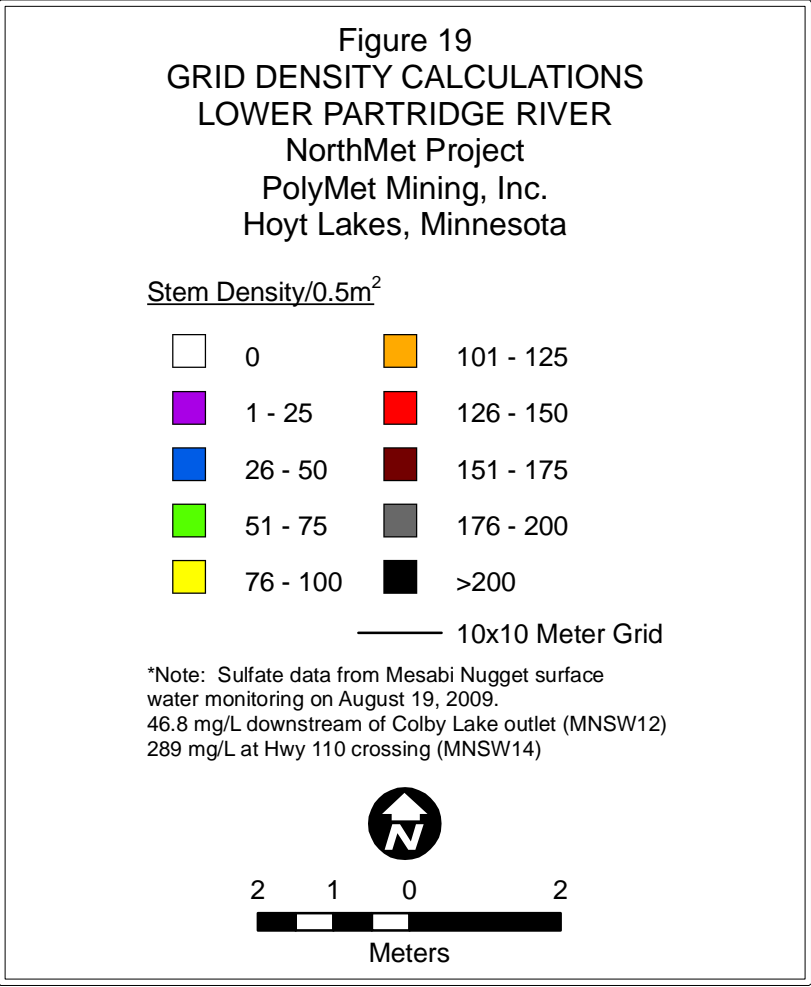 Figure 19
GRID DENSITY CALCULATIONS
LOWER PARTRIDGE RIVER
NorthMet Project
PolyMet Mining, Inc.
Hoyt Lakes, Minnesota
Stem Density/0.5m²
0
1 - 25
26 - 50
51 - 75
76 - 100
101 - 125
126 - 150
151 - 175
176 - 200
>200
10x10 Meter Grid
*Note: Sulfate data from Mesabi Nugget surface
water monitoring on August 19, 2009.
46.8 mg/L downstream of Colby Lake outlet (MNSW12)
289 mg/L at Hwy 110 crossing (MNSW14)
N
2 1 0 2
Meters